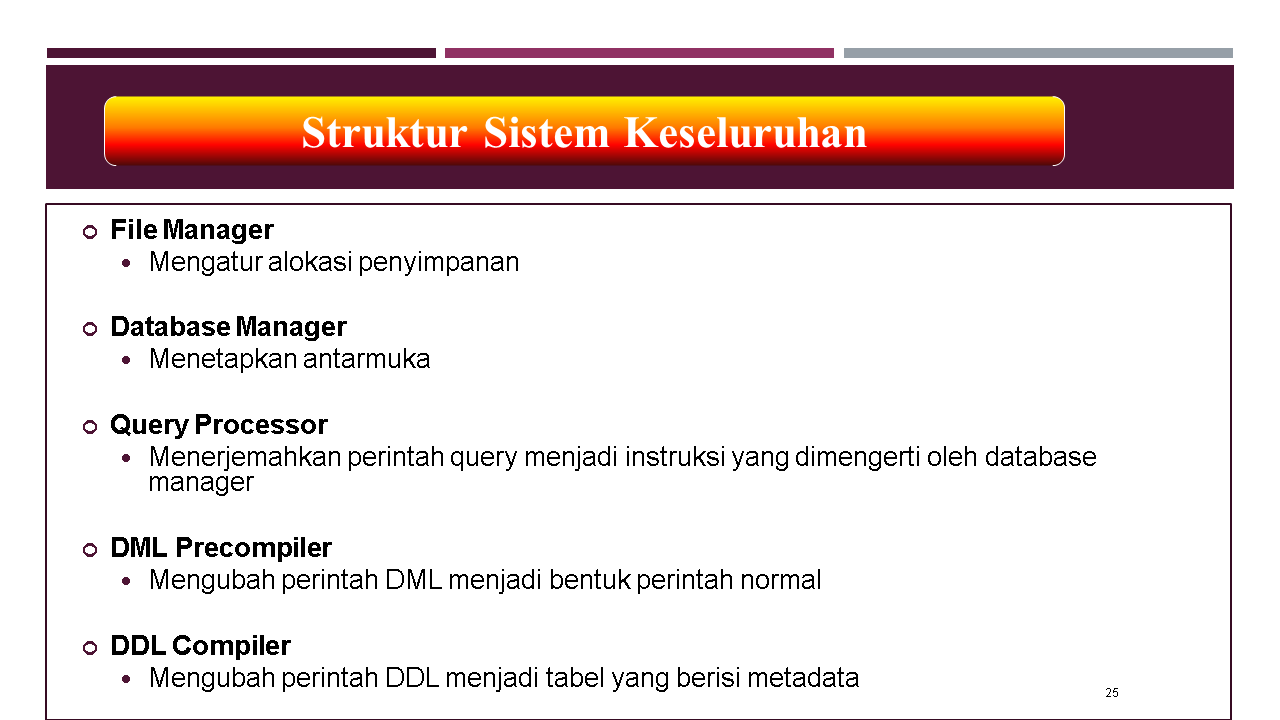 Struktur Sistem Keseluruhan
File Manager
Mengatur alokasi penyimpanan
Database Manager
Menetapkan antarmuka
Query Processor
Menerjemahkan perintah query menjadi instruksi yang dimengerti oleh database
manager
DML Precompiler
Mengubah perintah DML menjadi bentuk perintah normal
DDL Compiler
Mengubah perintah DDL menjadi tabel yang berisi metadata
25